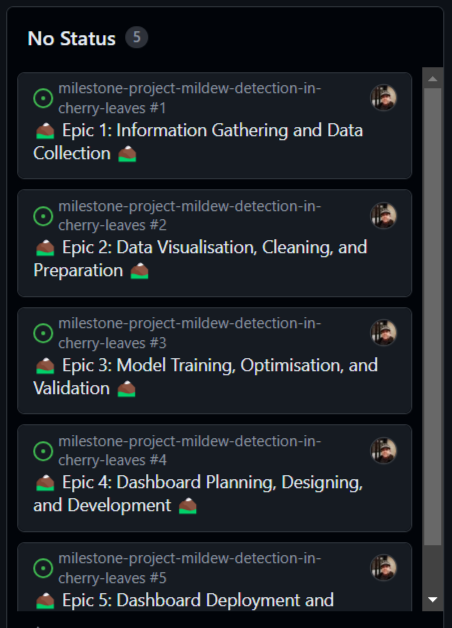 No Status 5
milestone-project-mildew-detection-in-
cherry-leaves #1
Epic 1: Information Gathering and Data
Collection
milestone-project-mildew-detection-in-
cherry-leaves #2
Epic 2: Data Visualisation, Cleaning, and
Preparation
milestone-project-mildew-detection-in-
cherry-leaves #3
Epic 3: Model Training, Optimisation, and
Validation
milestone-project-mildew-detection-in-
cherry-leaves #4
Epic 4: Dashboard Planning, Designing,
and Development
milestone-project-mildew-detection-in-
cherry-leaves #5
Epic 5: Dashboard Deployment and